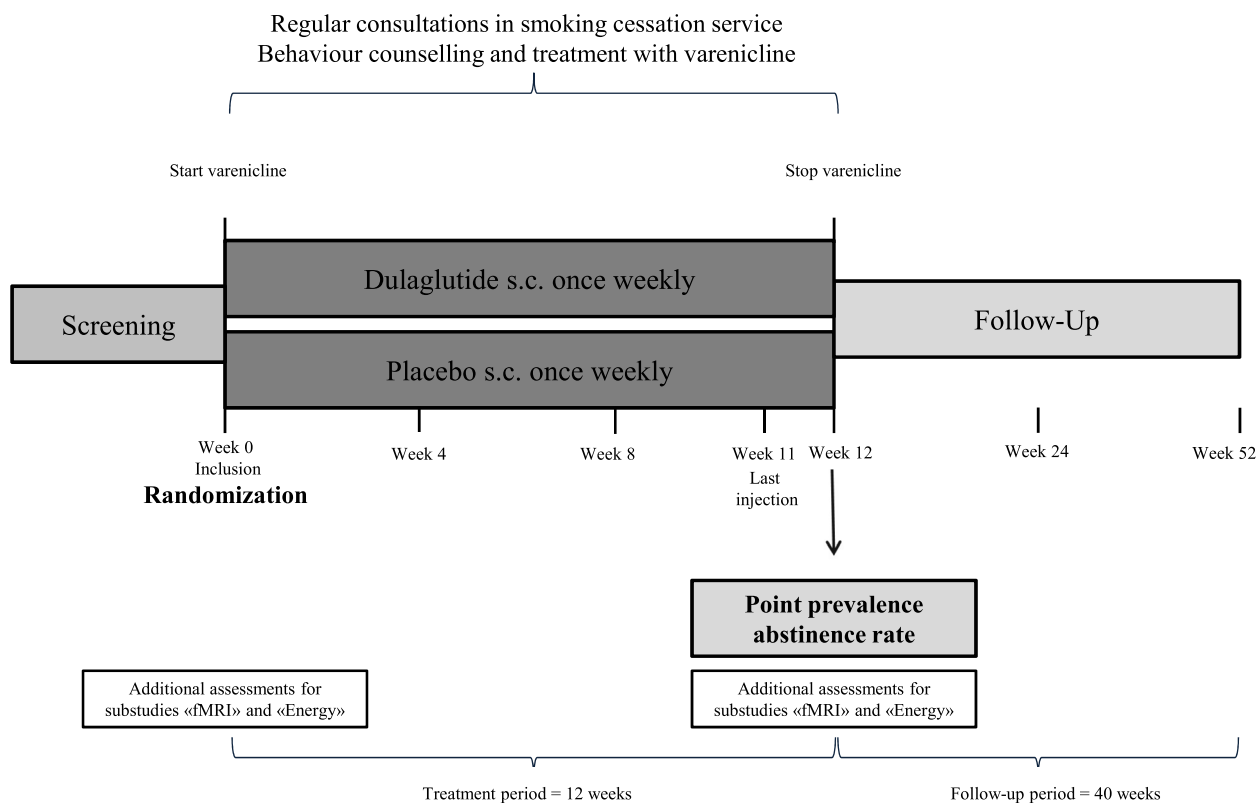 Regular consultations in smoking cessation service
Behaviour counselling and treatment with varenicline
Start varenicline
Stop varenicline
Dulaglutide s.c. once weekly
Screening
Follow-Up
Placebo s.c. once weekly
Week 0
Inclusion
Randomization
Week 4
Week 8
Week 11
Last
injection
Week 12
Week 24
Week 52
Point prevalence
abstinence rate
Additional assessments for
substudies «fMRI» and «Energy»
Additional assessments for
substudies «fMRI» and «Energy»
Treatment period = 12 weeks
Follow-up period = 40 weeks